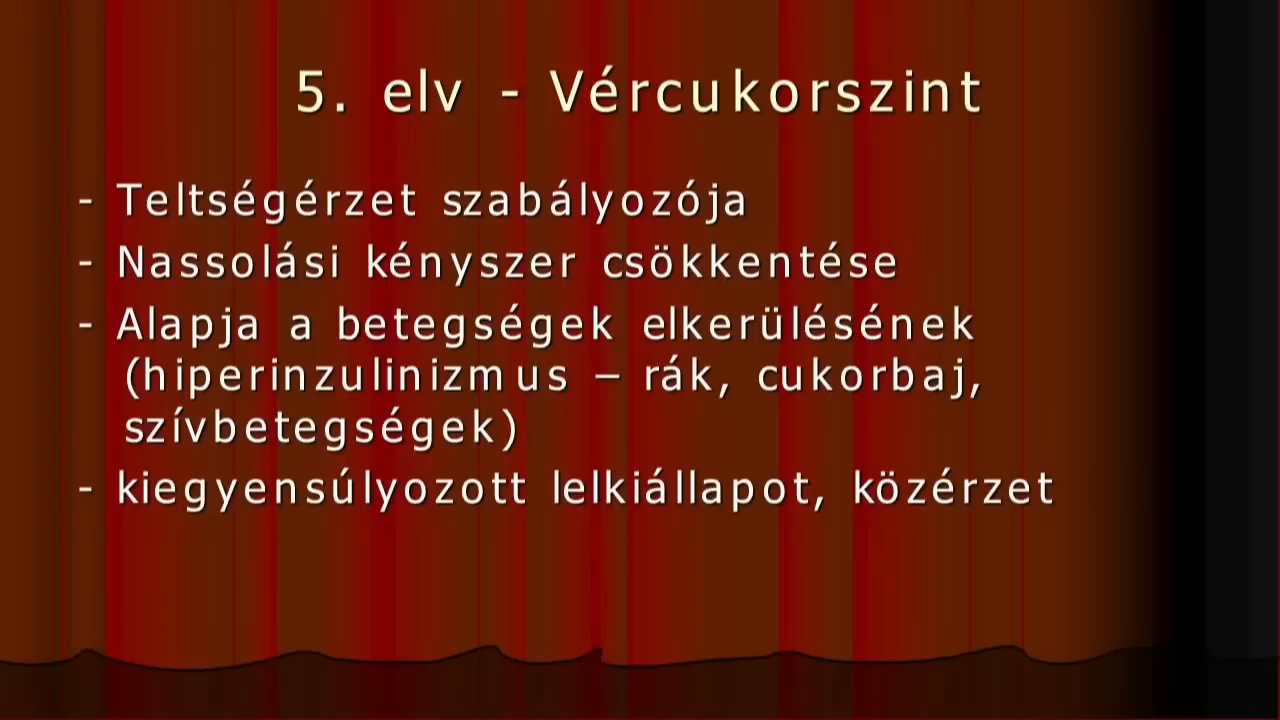 5. elv - Vércukorszint
- Teltségérzet szabályozója
- Nassolási kényszer csökkentése
- Alapja a betegségek elkerülésének
(hiperinzulinizmus – rák, cukorbaj,
szívbetegségek)
- kiegyensúlyozott lelkiállapot, közérzet